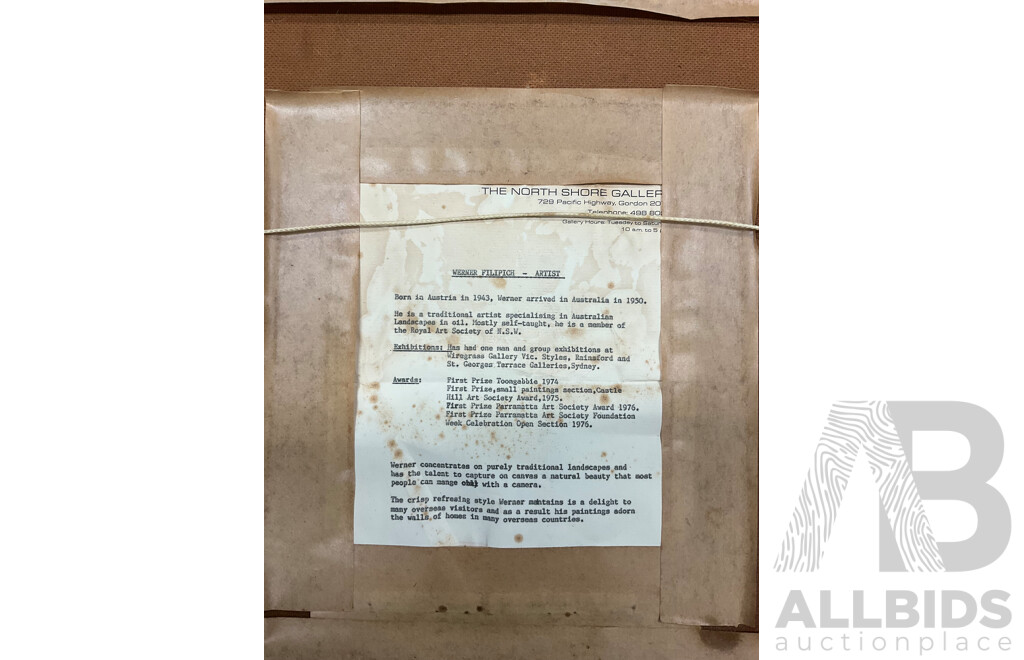 THE NORTH SHORE GALLER
729 Pacific Highway, Gordon 20
Telephone: 498 80
Gallery Hours: Tuesday to Satu
10 am. to 5
WERNER FILIPICH - ARTIST
Born in Austria in 1943, Werner arrived in Australia in 1950.
He is a traditional artist specialising in Australian
Landscapes in oil. Mostly self-taught, he is a member of
the Royal Art Society of N.S.W.
Exhibitions: Has had one man and group exhibitions at
Wiregrass Gallery Vic. Styles, Rainsford and
St. Georges Terrace Galleries,Sydney.
Awards: First Prize Toongabbie 1974
First Prize,small paintings section,Castle
Hill Art Society Award,1975.
First Prize Parramatta Art Society Award 1976.
First Prize Parramatta Art Society Foundation
Week Celebration Open Section 1976.
Werner concentrates on purely traditional landscapes and
has the talent to capture on canvas a natural beauty that most
people can mange only with a camera.
The crisp refresing style Werner maintains is a delight to
many overseas visitors and as a result his paintings adorn
the walls of homes in many overseas countries.
AB
ALLBIDS
auctionplace